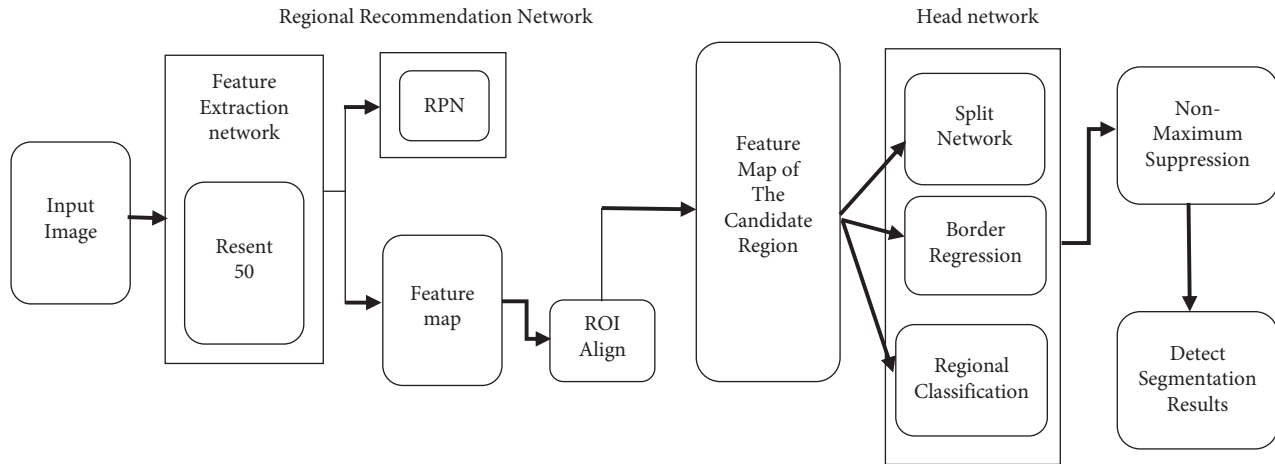 Regional Recommendation Network
Head network
Input
Image
Feature
Extraction
network
Resent
50
RPN
Feature
map
ROI
Align
Feature
Map of
The
Candidate
Region
Split
Network
Border
Regression
Regional
Classification
Non-
Maximum
Suppression
Detect
Segmentation
Results